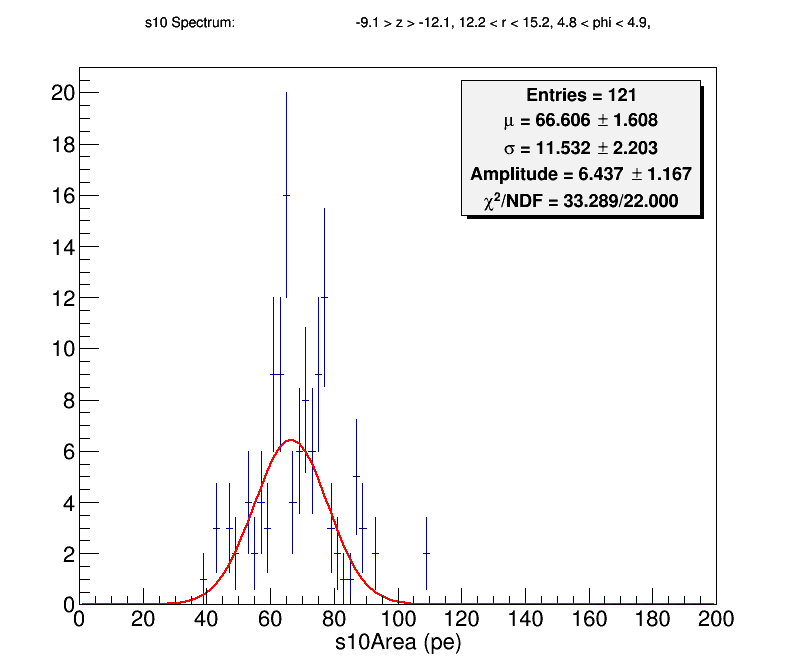 s10 Spectrum: -9.1 > z > -12.1, 12.2 < r < 15.2, 4.8 < phi < 4.9,
Entries = 121
μ = 66.606 ± 1.608
σ = 11.532 ± 2.203
Amplitude = 6.437 ± 1.167
χ²/NDF = 33.289/22.000
20
18
16
14
12
10
8
6
4
2
0
0 20 40 60 80 100 120 140 160 180 200
s10Area (pe)